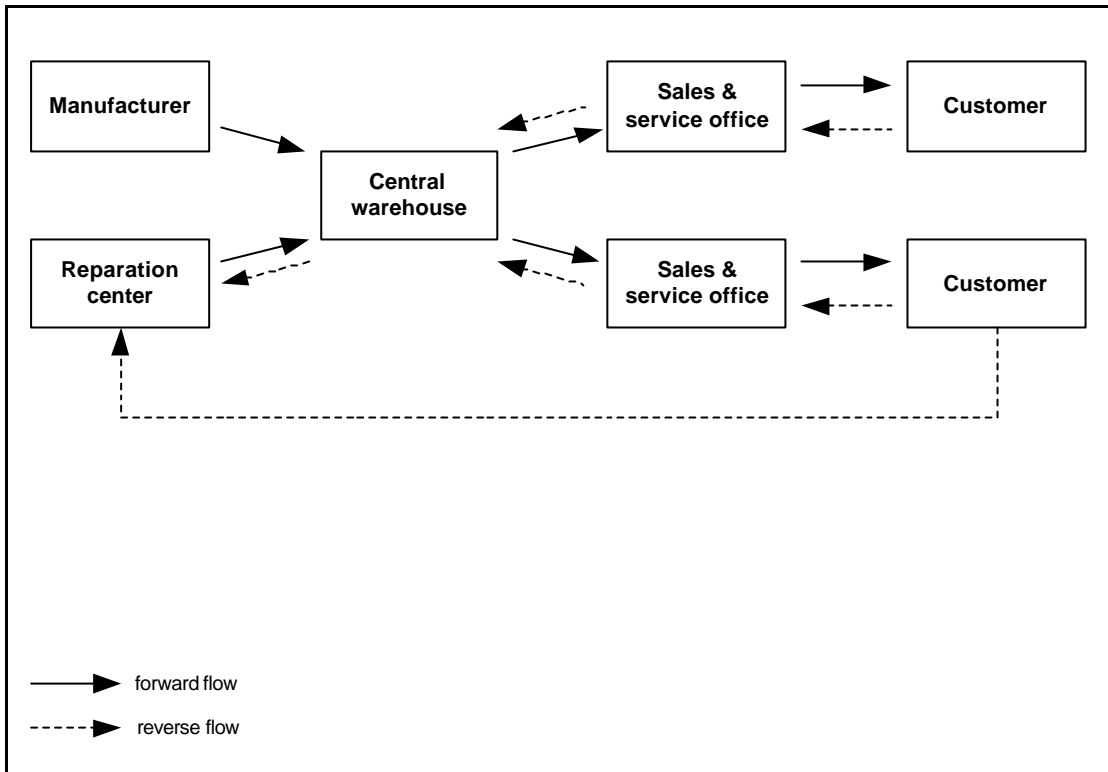 Manufacturer
Sales &
service office
Customer
Central
warehouse
Reparation
center
Sales &
service office
Customer
forward flow
reverse flow